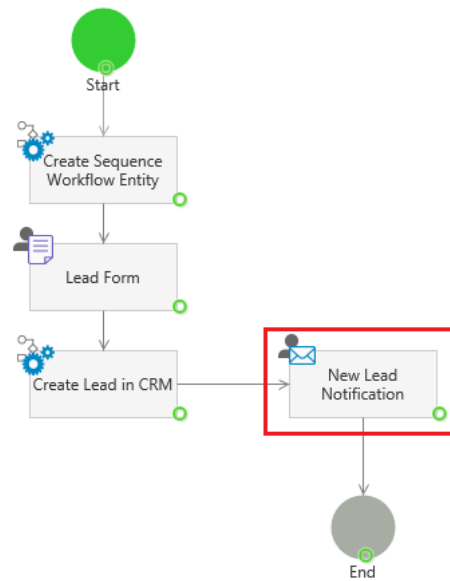 Start
Create Sequence
Workflow Entity
Lead Form
Create Lead in CRM
New Lead
Notification
End